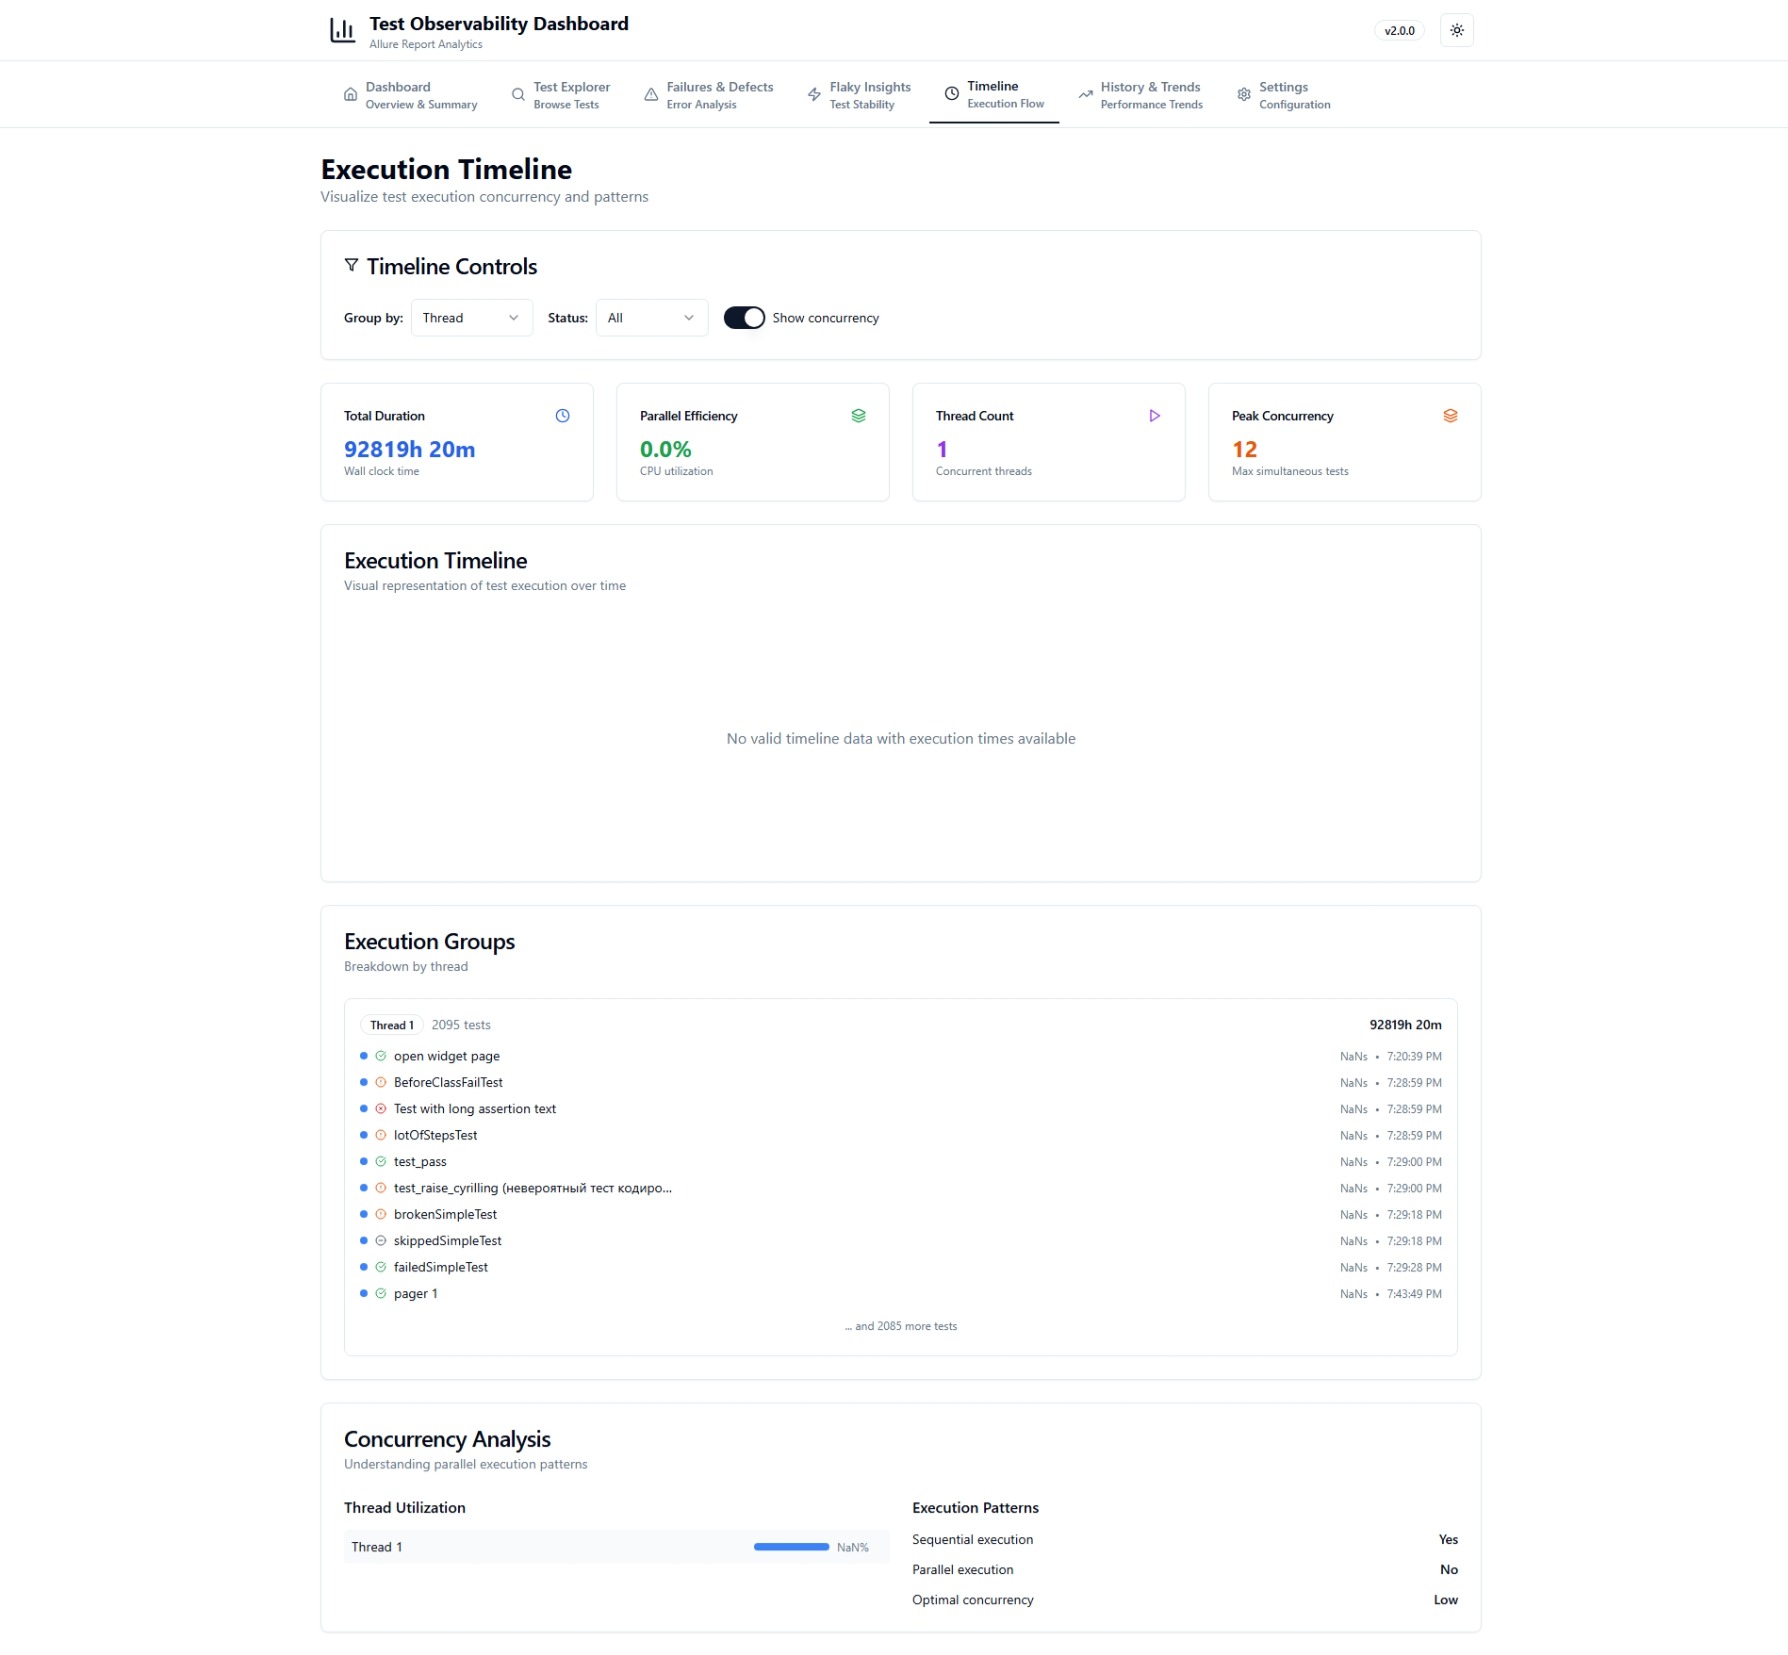 Test Observability Dashboard
Allure Report Analytics
v2.0.0
Dashboard
Overview & Summary
Test Explorer
Browse Tests
Failures & Defects
Error Analysis
Flaky Insights
Test Stability
Timeline
Execution Flow
History & Trends
Performance Trends
Settings
Configuration
Execution Timeline
Visualize test execution concurrency and patterns
Timeline Controls
Group by: Thread Status: All Show concurrency
Total Duration
92819h 20m
Wall clock time
Parallel Efficiency
0.0%
CPU utilization
Thread Count
1
Concurrent threads
Peak Concurrency
12
Max simultaneous tests
Execution Timeline
Visual representation of test execution over time
No valid timeline data with execution times available
Execution Groups
Breakdown by thread
Thread 1 2095 tests 92819h 20m
open widget page NaNs • 7:20:39 PM
BeforeClassFailTest NaNs • 7:28:59 PM
Test with long assertion text NaNs • 7:28:59 PM
lotOfStepsTest NaNs • 7:28:59 PM
test_pass NaNs • 7:29:00 PM
test_raise_cyrilling (невероятный тест кодиро... NaNs • 7:29:00 PM
brokenSimpleTest NaNs • 7:29:18 PM
skippedSimpleTest NaNs • 7:29:18 PM
failedSimpleTest NaNs • 7:29:28 PM
pager 1 NaNs • 7:43:49 PM
... and 2085 more tests
Concurrency Analysis
Understanding parallel execution patterns
Thread Utilization
Thread 1 NaN%
Execution Patterns
Sequential execution Yes
Parallel execution No
Optimal concurrency Low